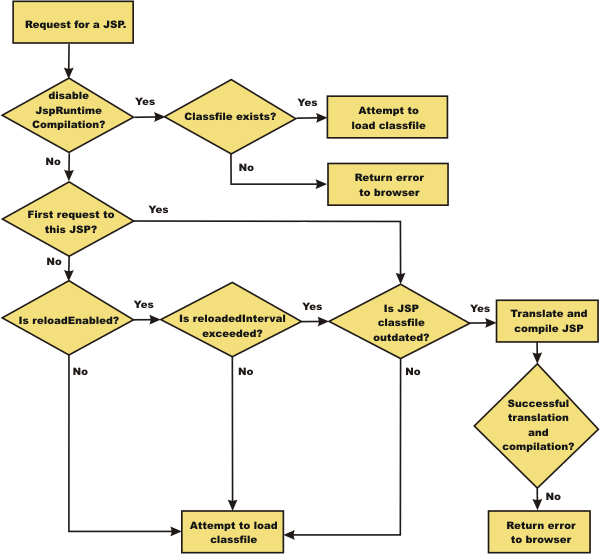 Request for a JSP.
disable
JspRuntime
Compilation?
Yes
Classfile exists?
Yes
Attempt to
load classfile
No
No
Return error
to browser
First request to
this JSP?
Yes
No
Is reloadEnabled?
Yes
Is reloadedInterval
exceeded?
Yes
Is JSP
classfile
outdated?
Yes
Translate and
compile JSP
No
No
No
Successful
translation
and
compilation?
No
Attempt to load
classfile
Return error
to browser